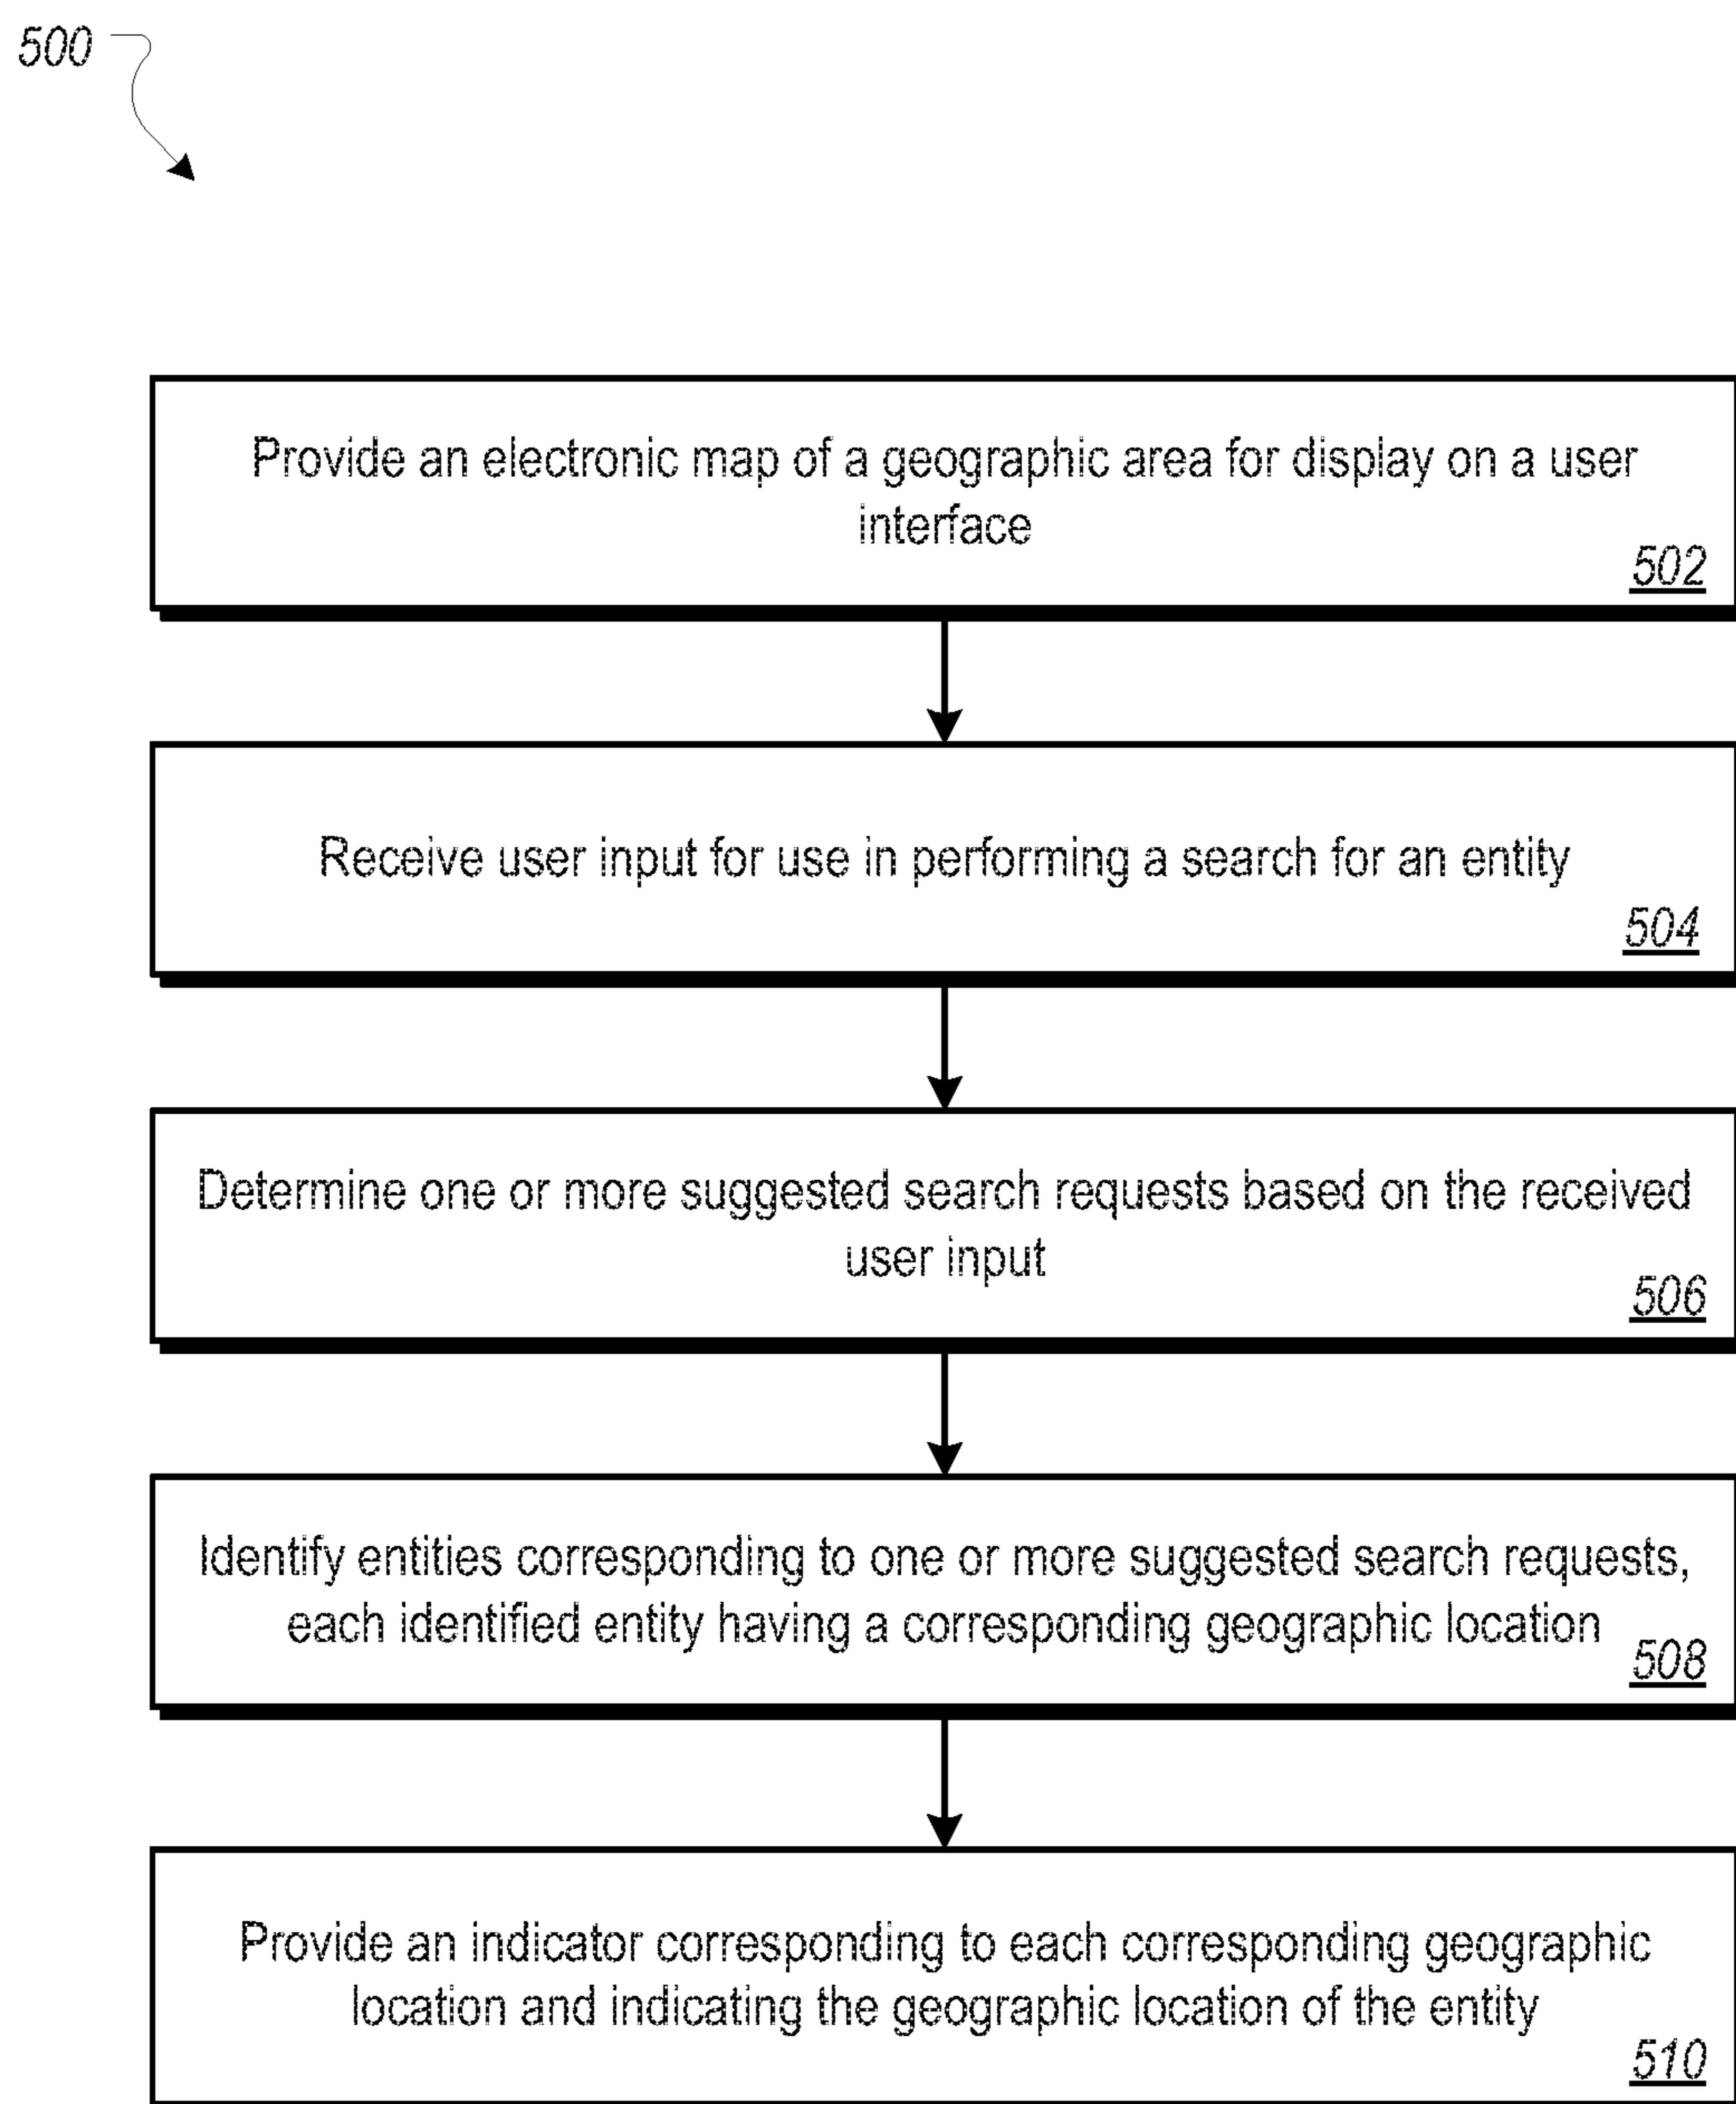 500
Provide an electronic map of a geographic area for display on a user
interface
502
Receive user input for use in performing a search for an entity
504
Determine one or more suggested search requests based on the received
user input
506
Identify entities corresponding to one or more suggested search requests,
each identified entity having a corresponding geographic location
508
Provide an indicator corresponding to each corresponding geographic
location and indicating the geographic location of the entity
510